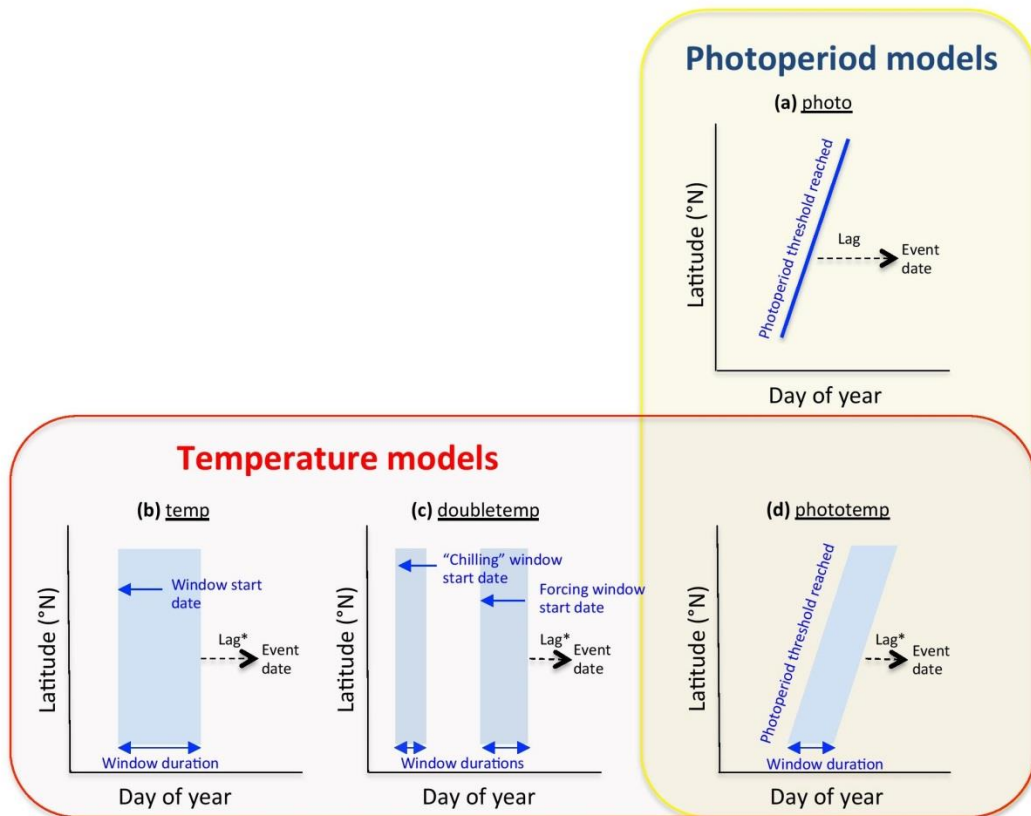 Photoperiod models
(a) photo
Latitude (°N)
Photoperiod threshold reached
Lag
Event
date
Day of year
Temperature models
(b) temp
Latitude (°N)
Window start
date
Lag*
Event
date
Window duration
Day of year
(c) doubletemp
Latitude (°N)
“Chilling” window
start date
Forcing window
start date
Lag*
Event
date
Window durations
Day of year
(d) phototemp
Latitude (°N)
Photoperiod threshold reached
Lag*
Event
date
Window duration
Day of year